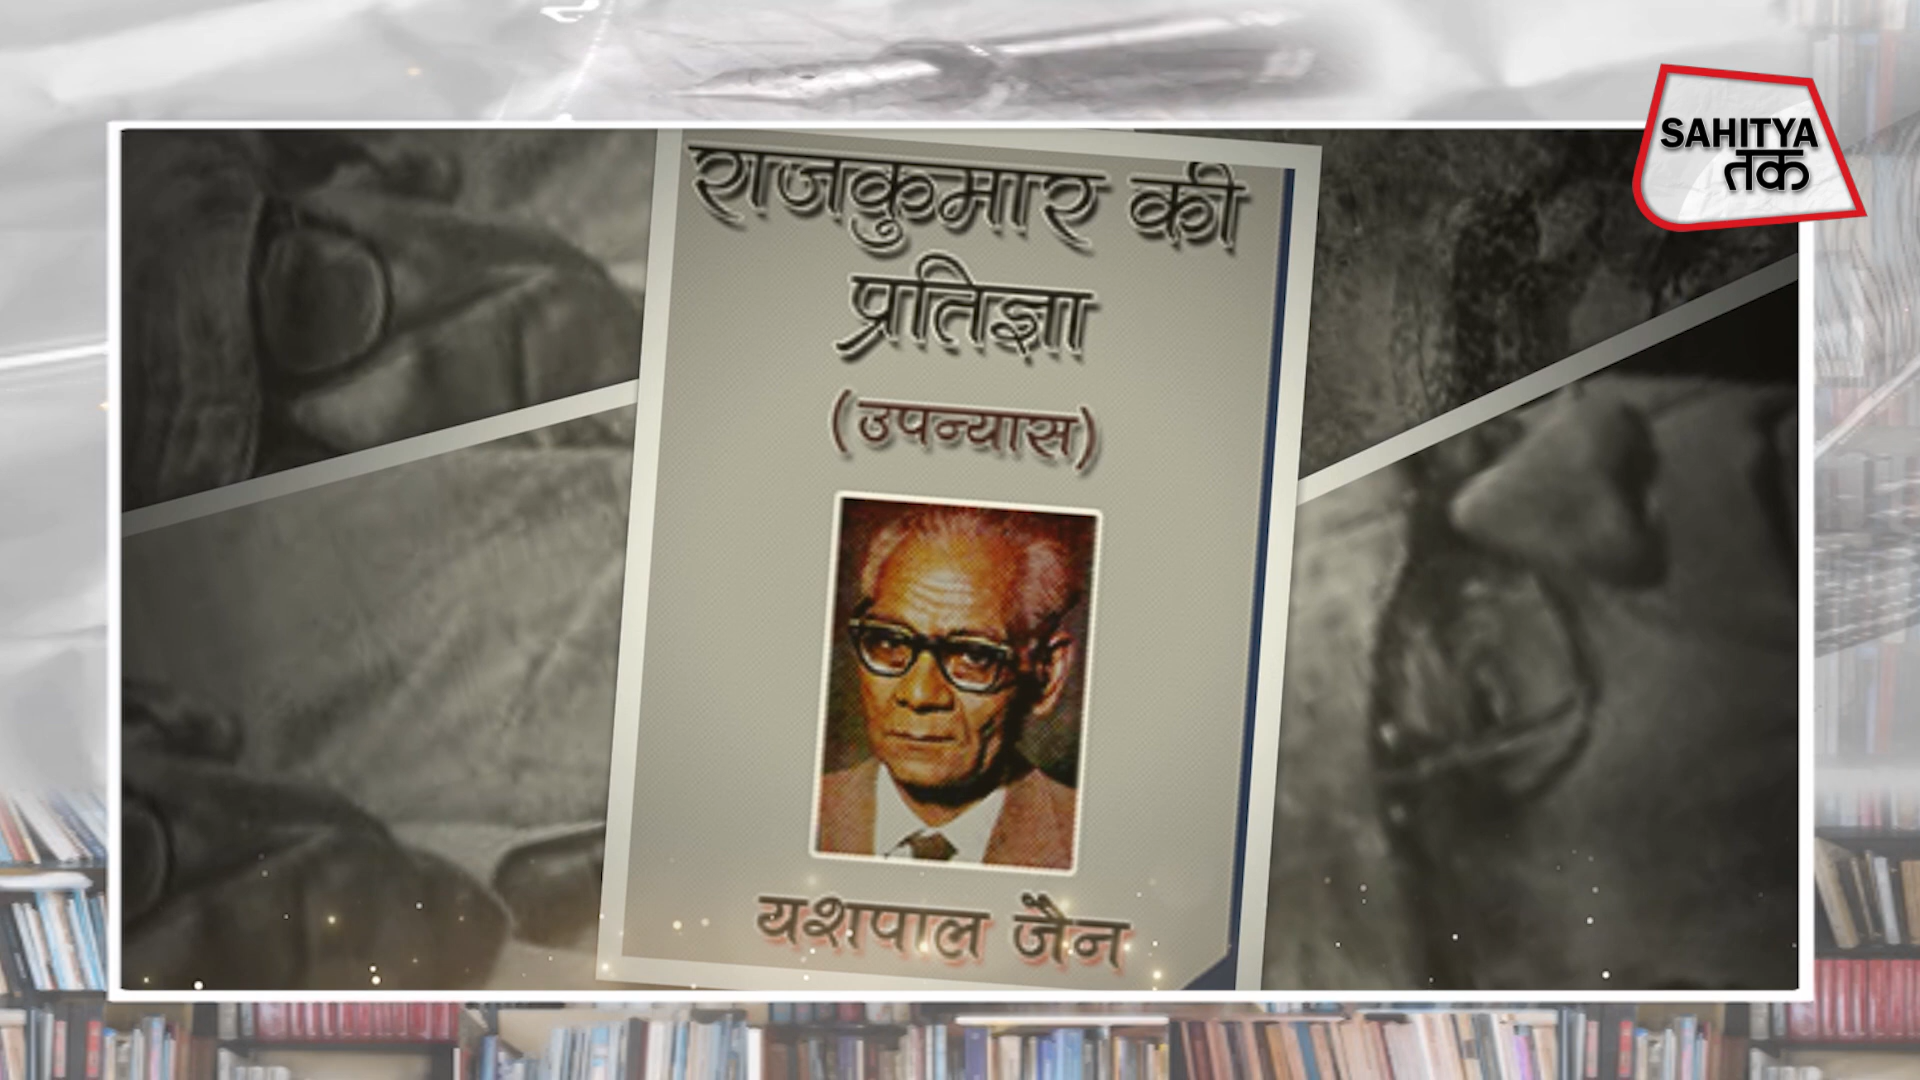 राजकुमार की
प्रतिज्ञा
(उपन्यास)
यशपाल जैन
SAHITYA
तक